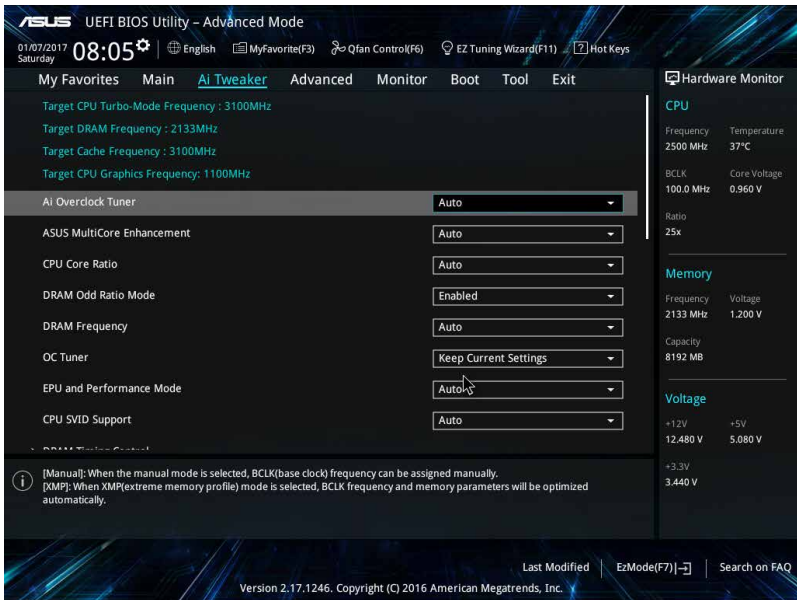 ASUS UEFI BIOS Utility – Advanced Mode
01/07/2017 Saturday 08:05 English MyFavorite(F3) Qfan Control(F6) EZ Tuning Wizard(F11) ? Hot Keys
My Favorites Main Ai Tweaker Advanced Monitor Boot Tool Exit
Target CPU Turbo-Mode Frequency : 3100MHz
Target DRAM Frequency : 2133MHz
Target Cache Frequency : 3100MHz
Target CPU Graphics Frequency: 1100MHz
Ai Overclock Tuner Auto
ASUS MultiCore Enhancement Auto
CPU Core Ratio Auto
DRAM Odd Ratio Mode Enabled
DRAM Frequency Auto
OC Tuner Keep Current Settings
EPU and Performance Mode Auto
CPU SVID Support Auto
> DRAM Timing Control
[Manual]: When the manual mode is selected, BCLK(base clock) frequency can be assigned manually.
[XMP]: When XMP(extreme memory profile) mode is selected, BCLK frequency and memory parameters will be optimized
automatically.
Hardware Monitor
CPU
Frequency Temperature
2500 MHz 37°C
BCLK Core Voltage
100.0 MHz 0.960 V
Ratio
25x
Memory
Frequency Voltage
2133 MHz 1.200 V
Capacity
8192 MB
Voltage
+12V +5V
12.480 V 5.080 V
+3.3V
3.440 V
Last Modified EzMode(F7) Search on FAQ
Version 2.17.1246. Copyright (C) 2016 American Megatrends, Inc.